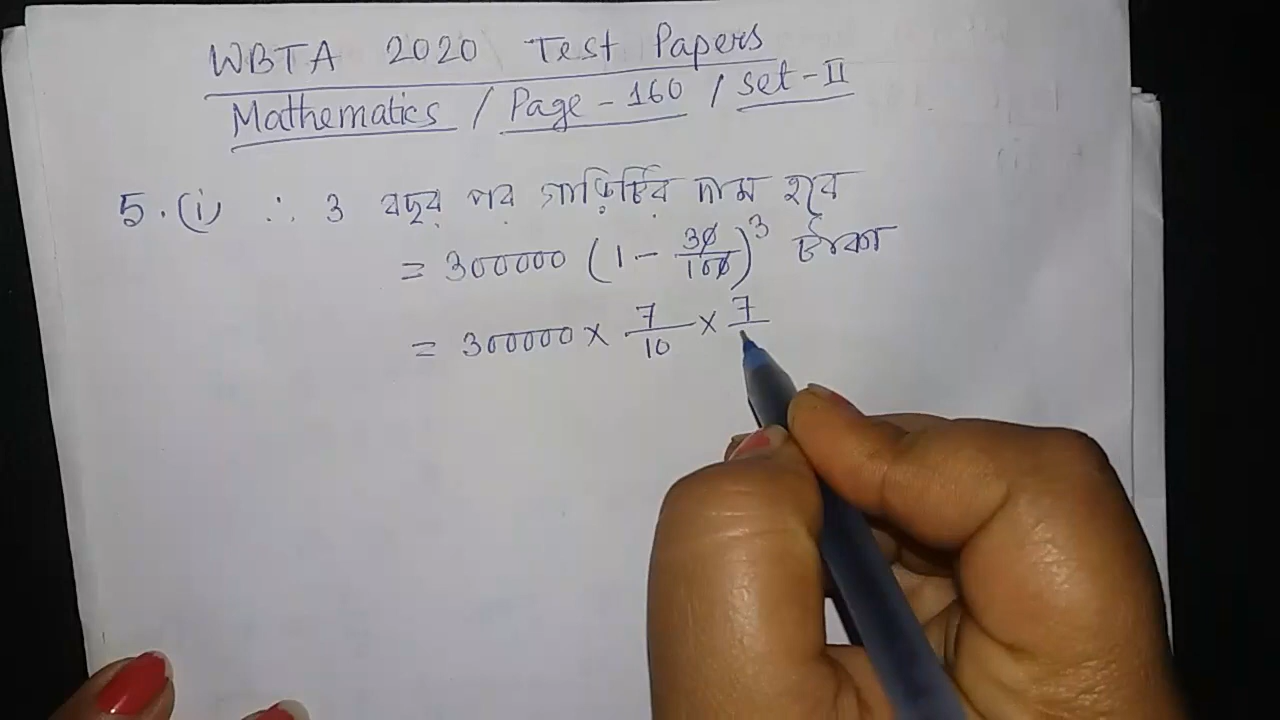 WBTA 2020 Test Papers
Mathematics / Page - 160 / Set - II
5. (i) ∴ 3 বছর পর গাড়িটির দাম হবে
= 300000 (1 - 30/100)^3 টাকা
= 300000 × 7/10 × 7/